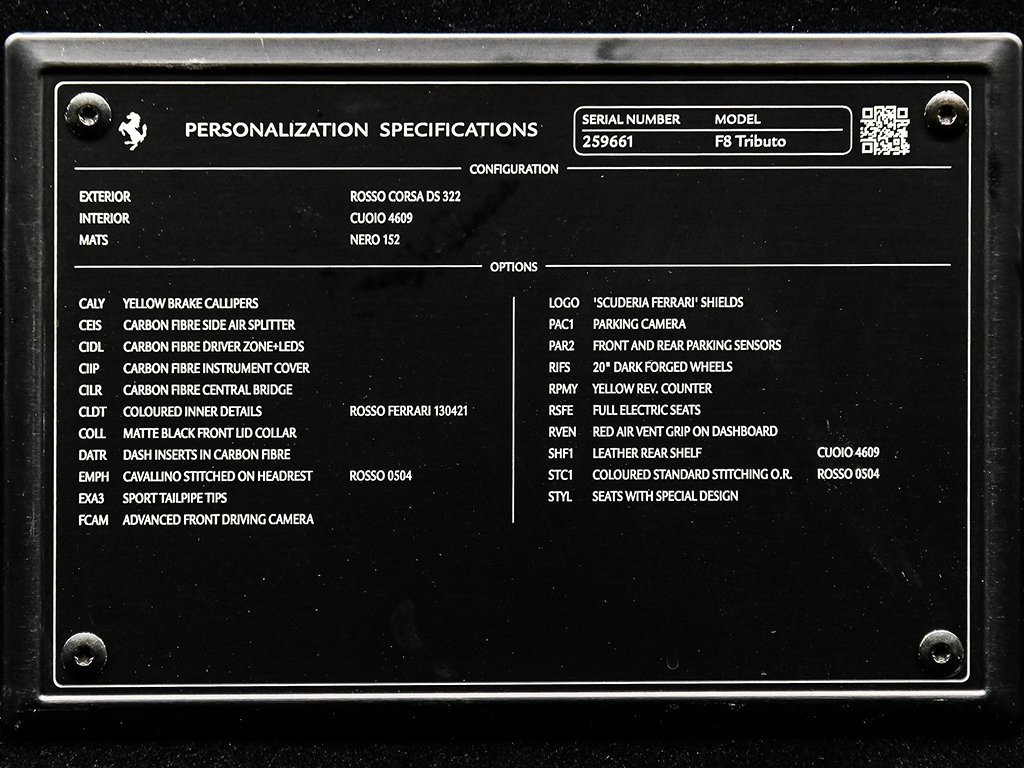 PERSONALIZATION SPECIFICATIONS
SERIAL NUMBER MODEL
259661 F8 Tributo
CONFIGURATION
EXTERIOR ROSSO CORSA DS 322
INTERIOR CUOIO 4609
MATS NERO 152
OPTIONS
CALY YELLOW BRAKE CALLIPERS
CEIS CARBON FIBRE SIDE AIR SPLITTER
CIDL CARBON FIBRE DRIVER ZONE+LEDS
CIIP CARBON FIBRE INSTRUMENT COVER
CILR CARBON FIBRE CENTRAL BRIDGE
CLDT COLOURED INNER DETAILS ROSSO FERRARI 130421
COLL MATTE BLACK FRONT LID COLLAR
DATR DASH INSERTS IN CARBON FIBRE
EMPH CAVALLINO STITCHED ON HEADREST ROSSO 0504
EXA3 SPORT TAILPIPE TIPS
FCAM ADVANCED FRONT DRIVING CAMERA
LOGO 'SCUDERIA FERRARI' SHIELDS
PAC1 PARKING CAMERA
PAR2 FRONT AND REAR PARKING SENSORS
RIFS 20" DARK FORGED WHEELS
RPMY YELLOW REV. COUNTER
RSFE FULL ELECTRIC SEATS
RVEN RED AIR VENT GRIP ON DASHBOARD
SHF1 LEATHER REAR SHELF CUOIO 4609
STC1 COLOURED STANDARD STITCHING O.R. ROSSO 0504
STYL SEATS WITH SPECIAL DESIGN